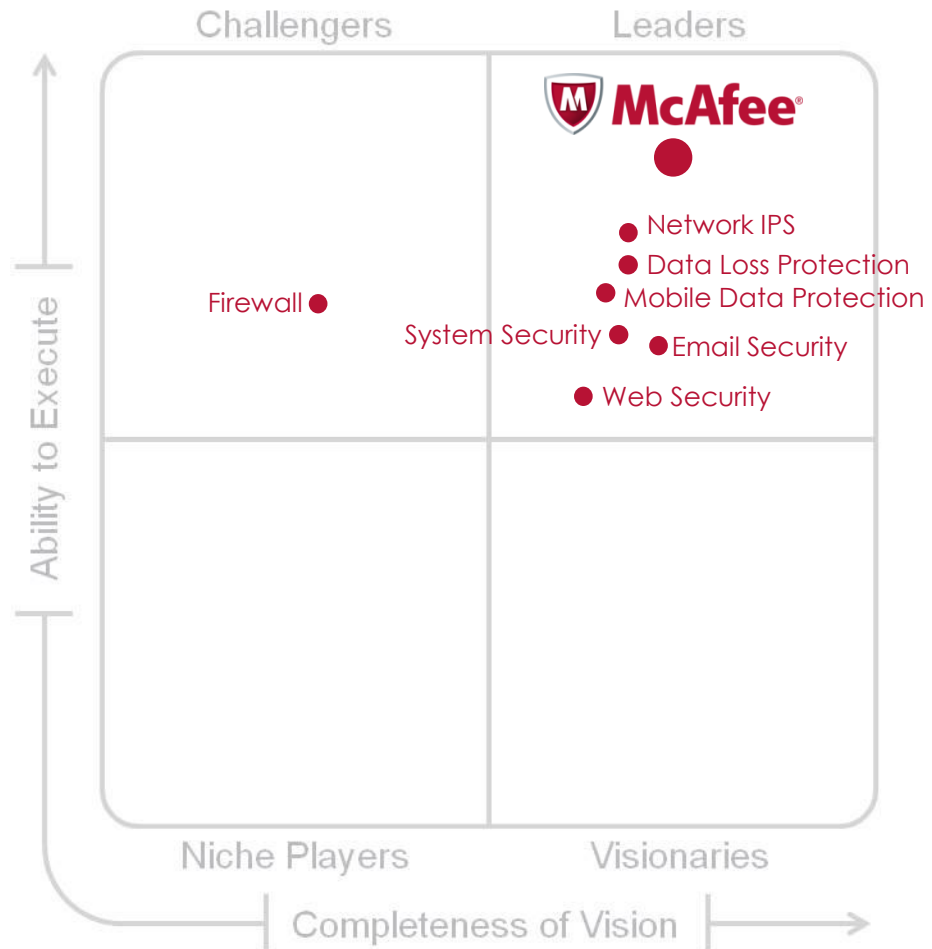 Challengers
Leaders
McAfee®
Network IPS
Data Loss Protection
Mobile Data Protection
Firewall
System Security
Email Security
Web Security
Ability to Execute
Niche Players
Visionaries
Completeness of Vision